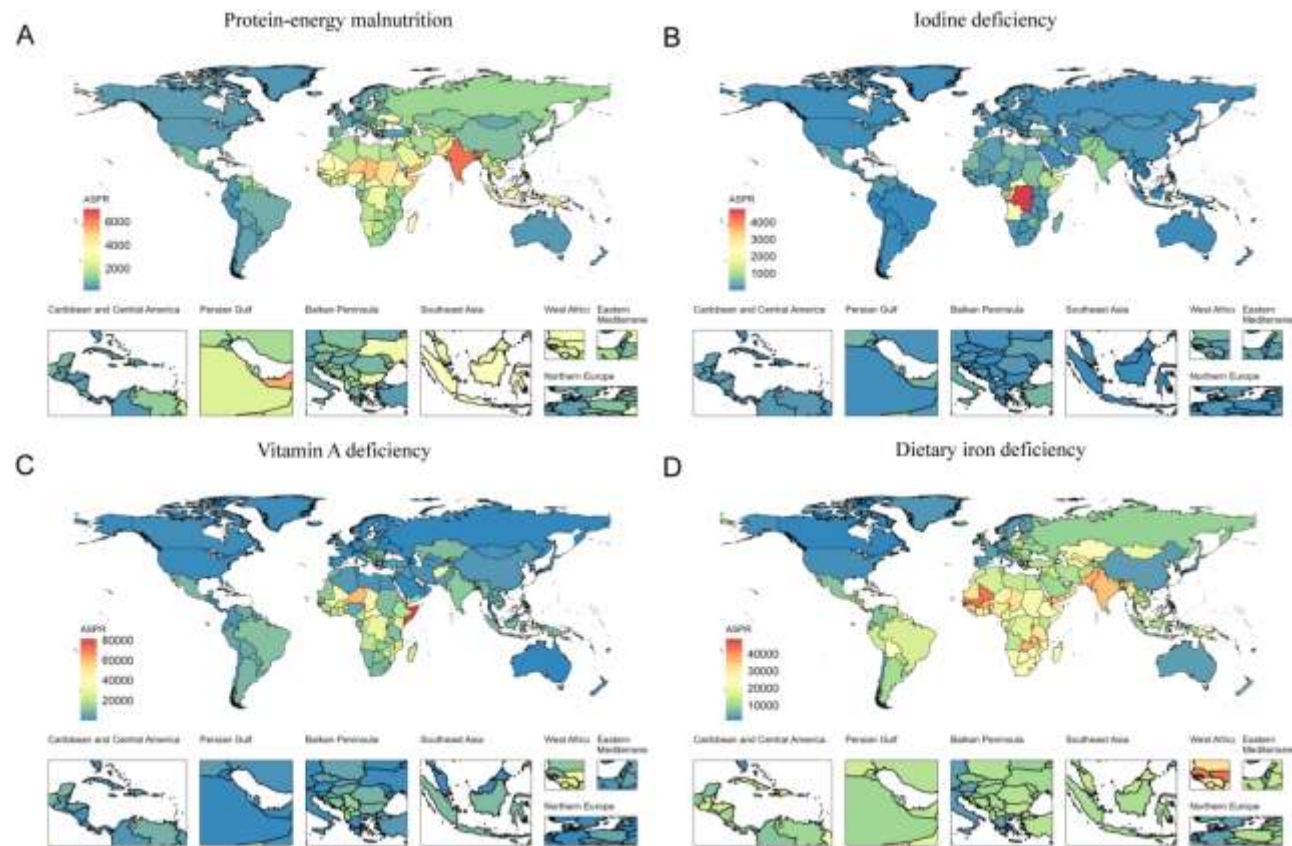 Protein-energy malnutrition
A
ASPR
6000
4000
2000
Caribbean and Central America
Persian Gulf
Balkan Peninsula
Southeast Asia
West Africa
Eastern
Mediterranean
Northern Europe
Iodine deficiency
B
ASPR
4000
3000
2000
1000
Caribbean and Central America
Persian Gulf
Balkan Peninsula
Southeast Asia
West Africa
Eastern
Mediterranean
Northern Europe
Vitamin A deficiency
C
ASPR
80000
60000
40000
20000
Caribbean and Central America
Persian Gulf
Balkan Peninsula
Southeast Asia
West Africa
Eastern
Mediterranean
Northern Europe
Dietary iron deficiency
D
ASPR
40000
30000
20000
10000
Caribbean and Central America
Persian Gulf
Balkan Peninsula
Southeast Asia
West Africa
Eastern
Mediterranean
Northern Europe